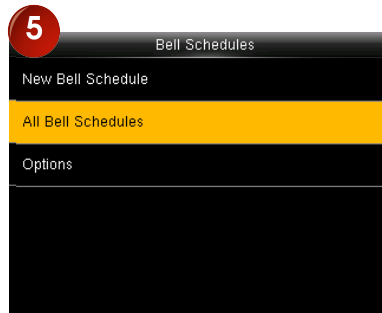 5
Bell Schedules
New Bell Schedule
All Bell Schedules
Options